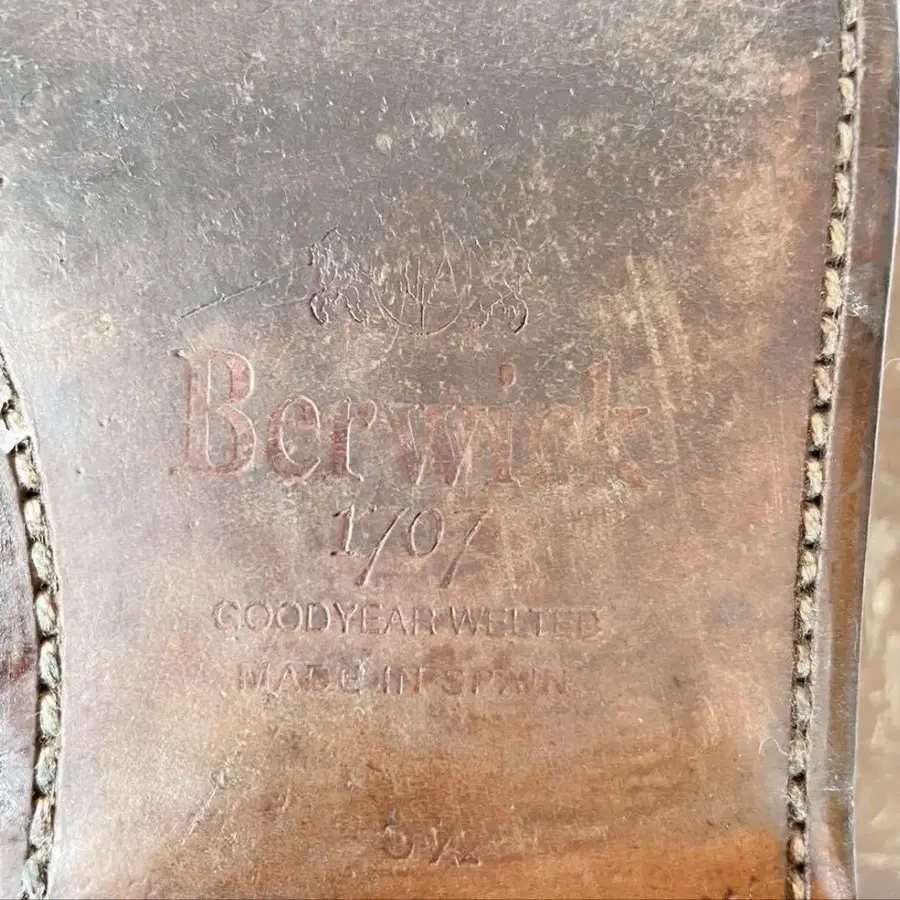 Berwick
1707
GOODYEAR WELTED
MADE IN SPAIN